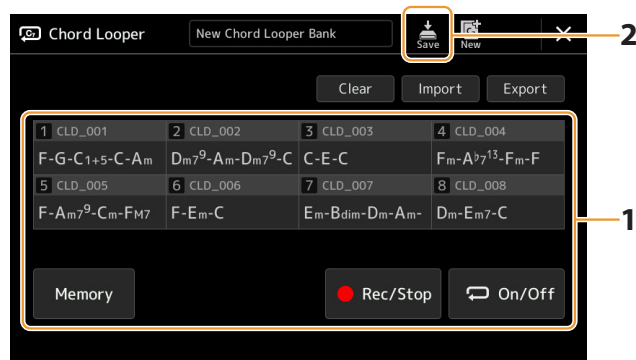 Chord Looper New Chord Looper Bank Save New 2
Clear Import Export
1 CLD_001 2 CLD_002 3 CLD_003 4 CLD_004
F-G-C1+5-C-Am Dm7⁹-Am-Dm7⁹-C C-E-C Fm-A♭7¹³-Fm-F
5 CLD_005 6 CLD_006 7 CLD_007 8 CLD_008
F-Am7⁹-Cm-FM7 F-Em-C Em-Bdim-Dm-Am- Dm-Em7-C
1
Memory Rec/Stop On/Off